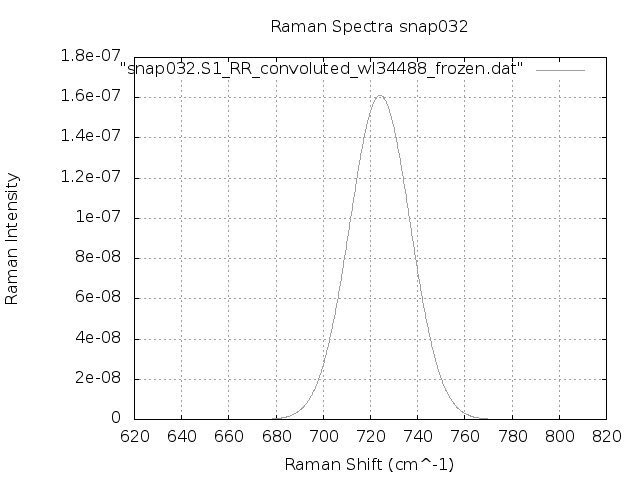 Raman Spectra snap032
1.8e-07
"snap032.S1_RR_convoluted_wl34488_frozen.dat"
1.6e-07
1.4e-07
1.2e-07
1e-07
8e-08
6e-08
4e-08
2e-08
0
Raman Intensity
620 640 660 680 700 720 740 760 780 800 820
Raman Shift (cm^-1)